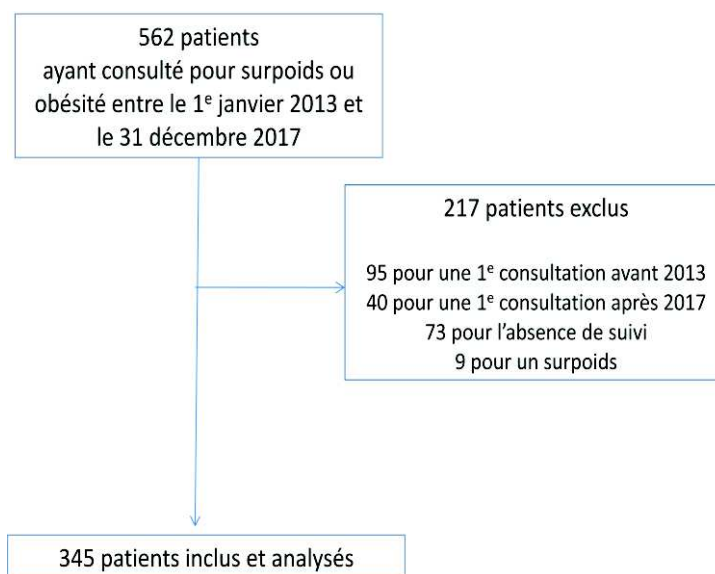 562 patients
ayant consulté pour surpoids ou
obésité entre le 1e janvier 2013 et
le 31 décembre 2017
217 patients exclus
95 pour une 1e consultation avant 2013
40 pour une 1e consultation après 2017
73 pour l'absence de suivi
9 pour un surpoids
345 patients inclus et analysés